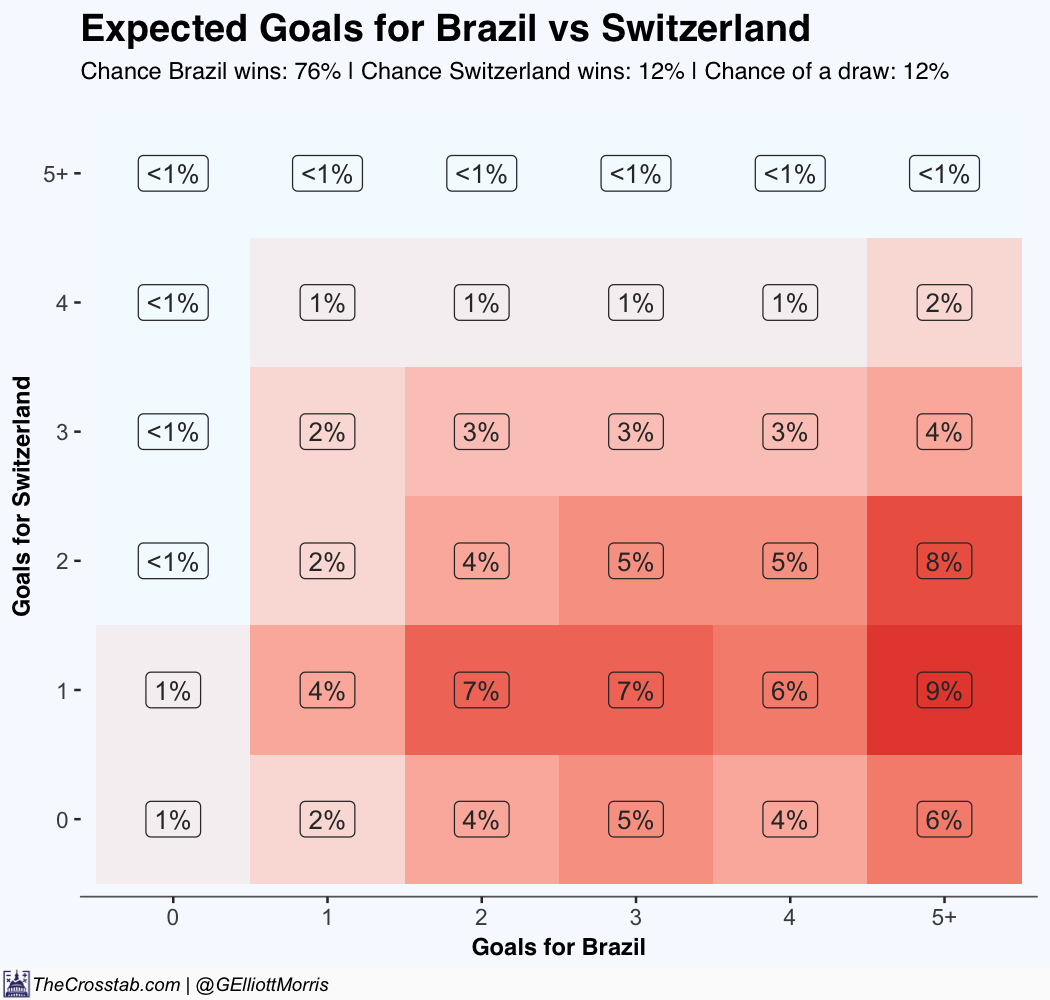 Expected Goals for Brazil vs Switzerland
Chance Brazil wins: 76% | Chance Switzerland wins: 12% | Chance of a draw: 12%
Goals for Switzerland
5+ <1% <1% <1% <1% <1% <1%
4 <1% 1% 1% 1% 1% 2%
3 <1% 2% 3% 3% 3% 4%
2 <1% 2% 4% 5% 5% 8%
1 1% 4% 7% 7% 6% 9%
0 1% 2% 4% 5% 4% 6%
0 1 2 3 4 5+
Goals for Brazil
TheCrosstab.com | @GElliottMorris